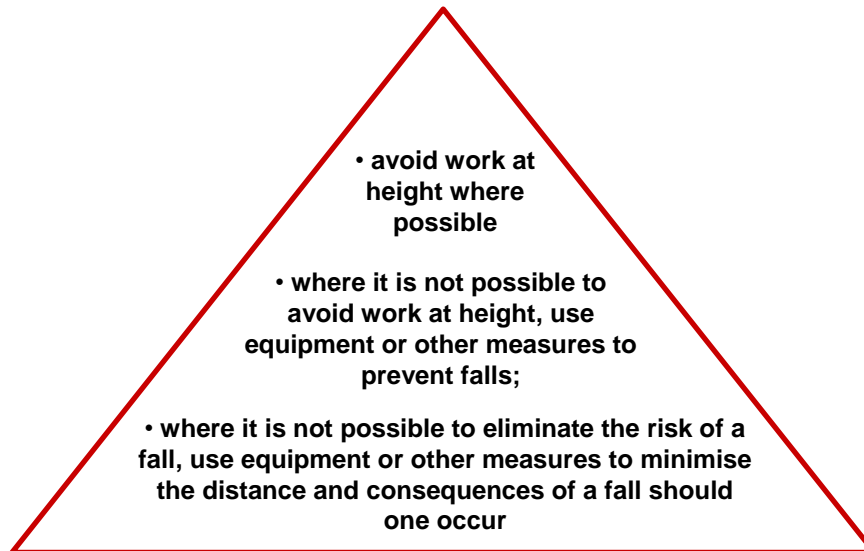 • avoid work at
height where
possible
• where it is not possible to
avoid work at height, use
equipment or other measures to
prevent falls;
• where it is not possible to eliminate the risk of a
fall, use equipment or other measures to minimise
the distance and consequences of a fall should
one occur